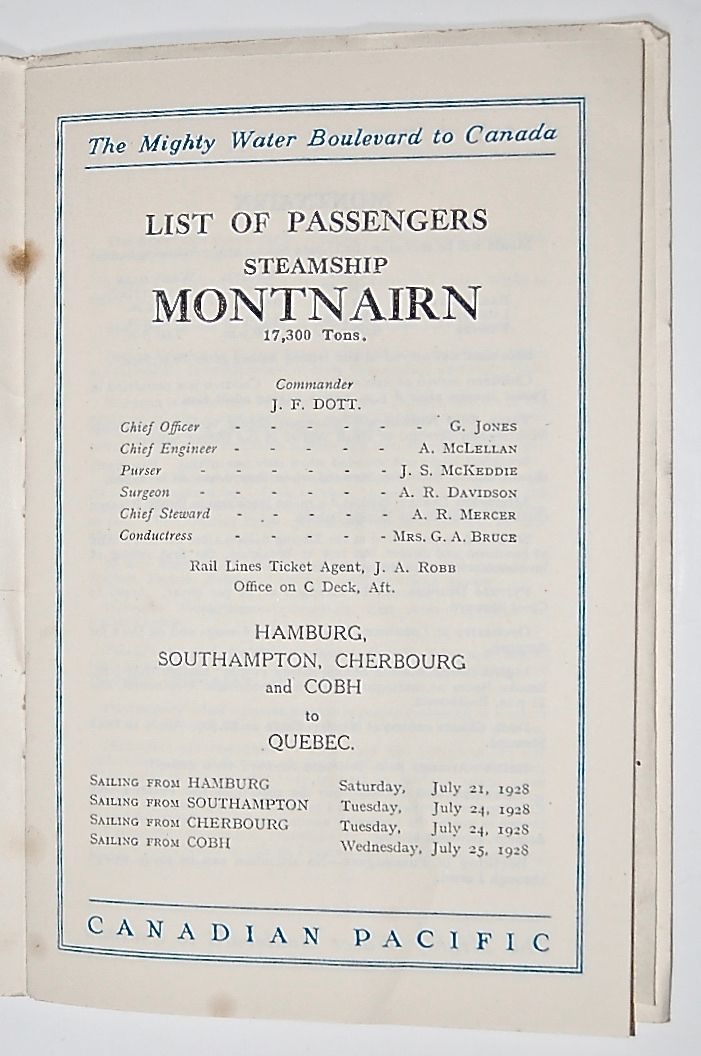 The Mighty Water Boulevard to Canada
LIST OF PASSENGERS
STEAMSHIP
MONTNAIRN
17,300 Tons.
Commander
J. F. DOTT.
Chief Officer - - - - - - G. JONES
Chief Engineer - - - - - A. MCLELLAN
Purser - - - - - - J. S. MCKEDDIE
Surgeon - - - - - - A. R. DAVIDSON
Chief Steward - - - - - A. R. MERCER
Conductress - - - - - MRS. G. A. BRUCE
Rail Lines Ticket Agent, J. A. ROBB
Office on C Deck, Aft.
HAMBURG,
SOUTHAMPTON, CHERBOURG
and COBH
to
QUEBEC.
SAILING FROM HAMBURG Saturday, July 21, 1928
SAILING FROM SOUTHAMPTON Tuesday, July 24, 1928
SAILING FROM CHERBOURG Tuesday, July 24, 1928
SAILING FROM COBH Wednesday, July 25, 1928
CANADIAN PACIFIC